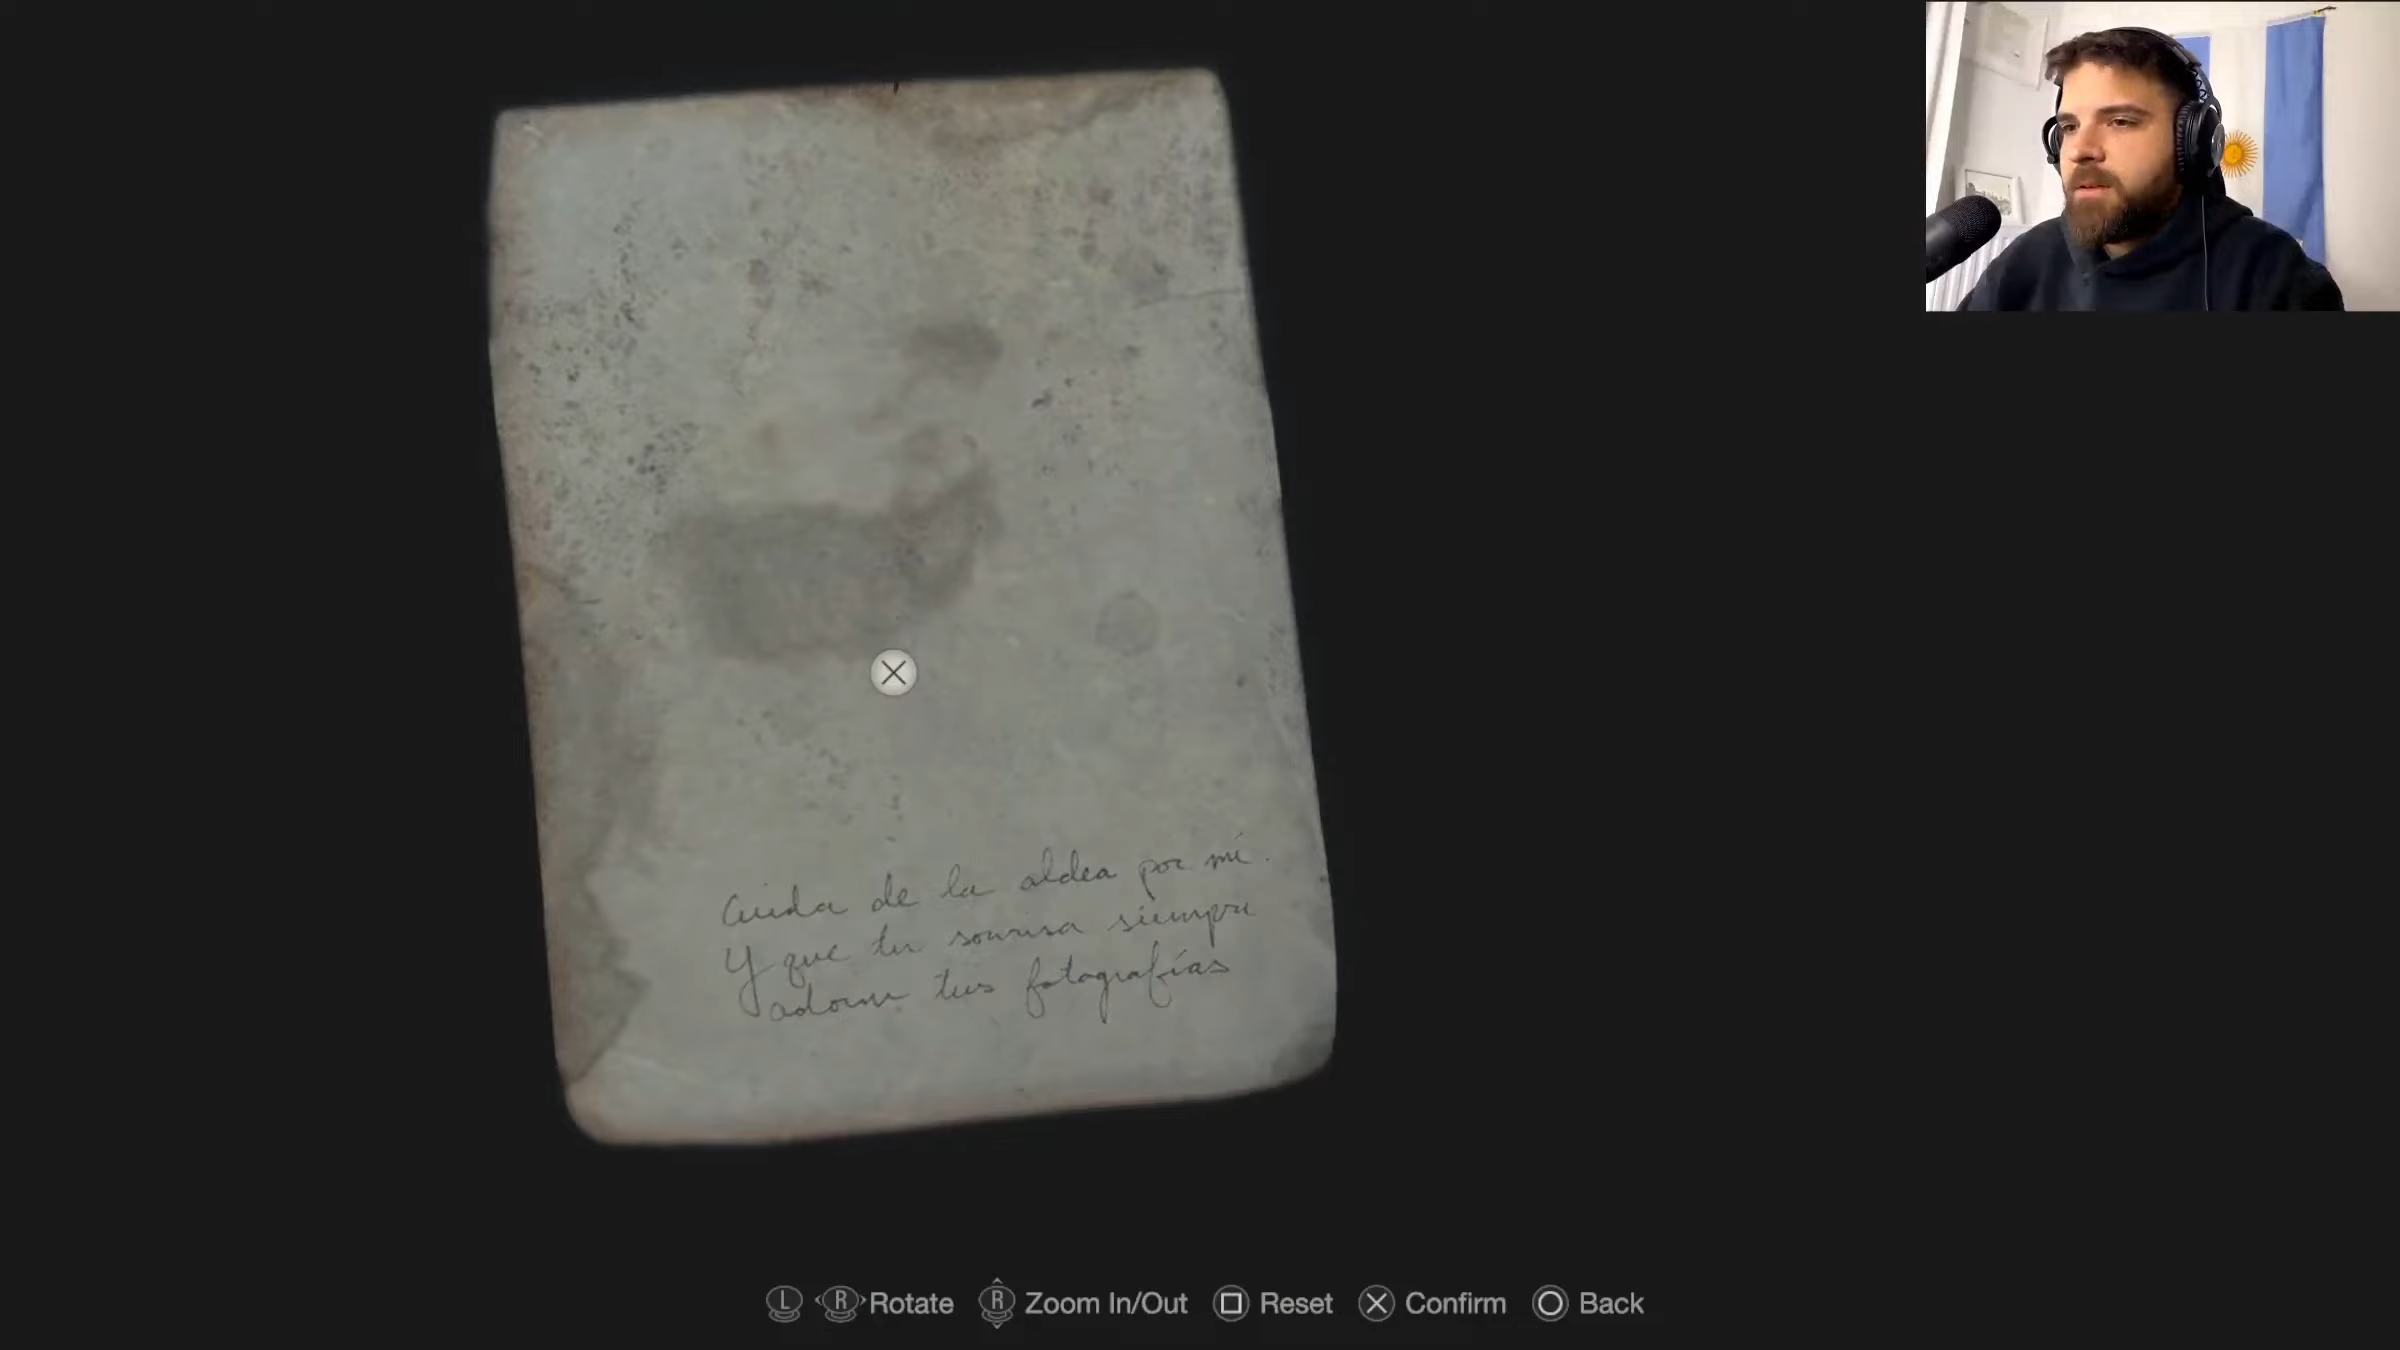 Cuida de la aldea por mí.
Y que tu sonrisa siempre
adorne tus fotografías
L R Rotate R Zoom In/Out Reset Confirm Back